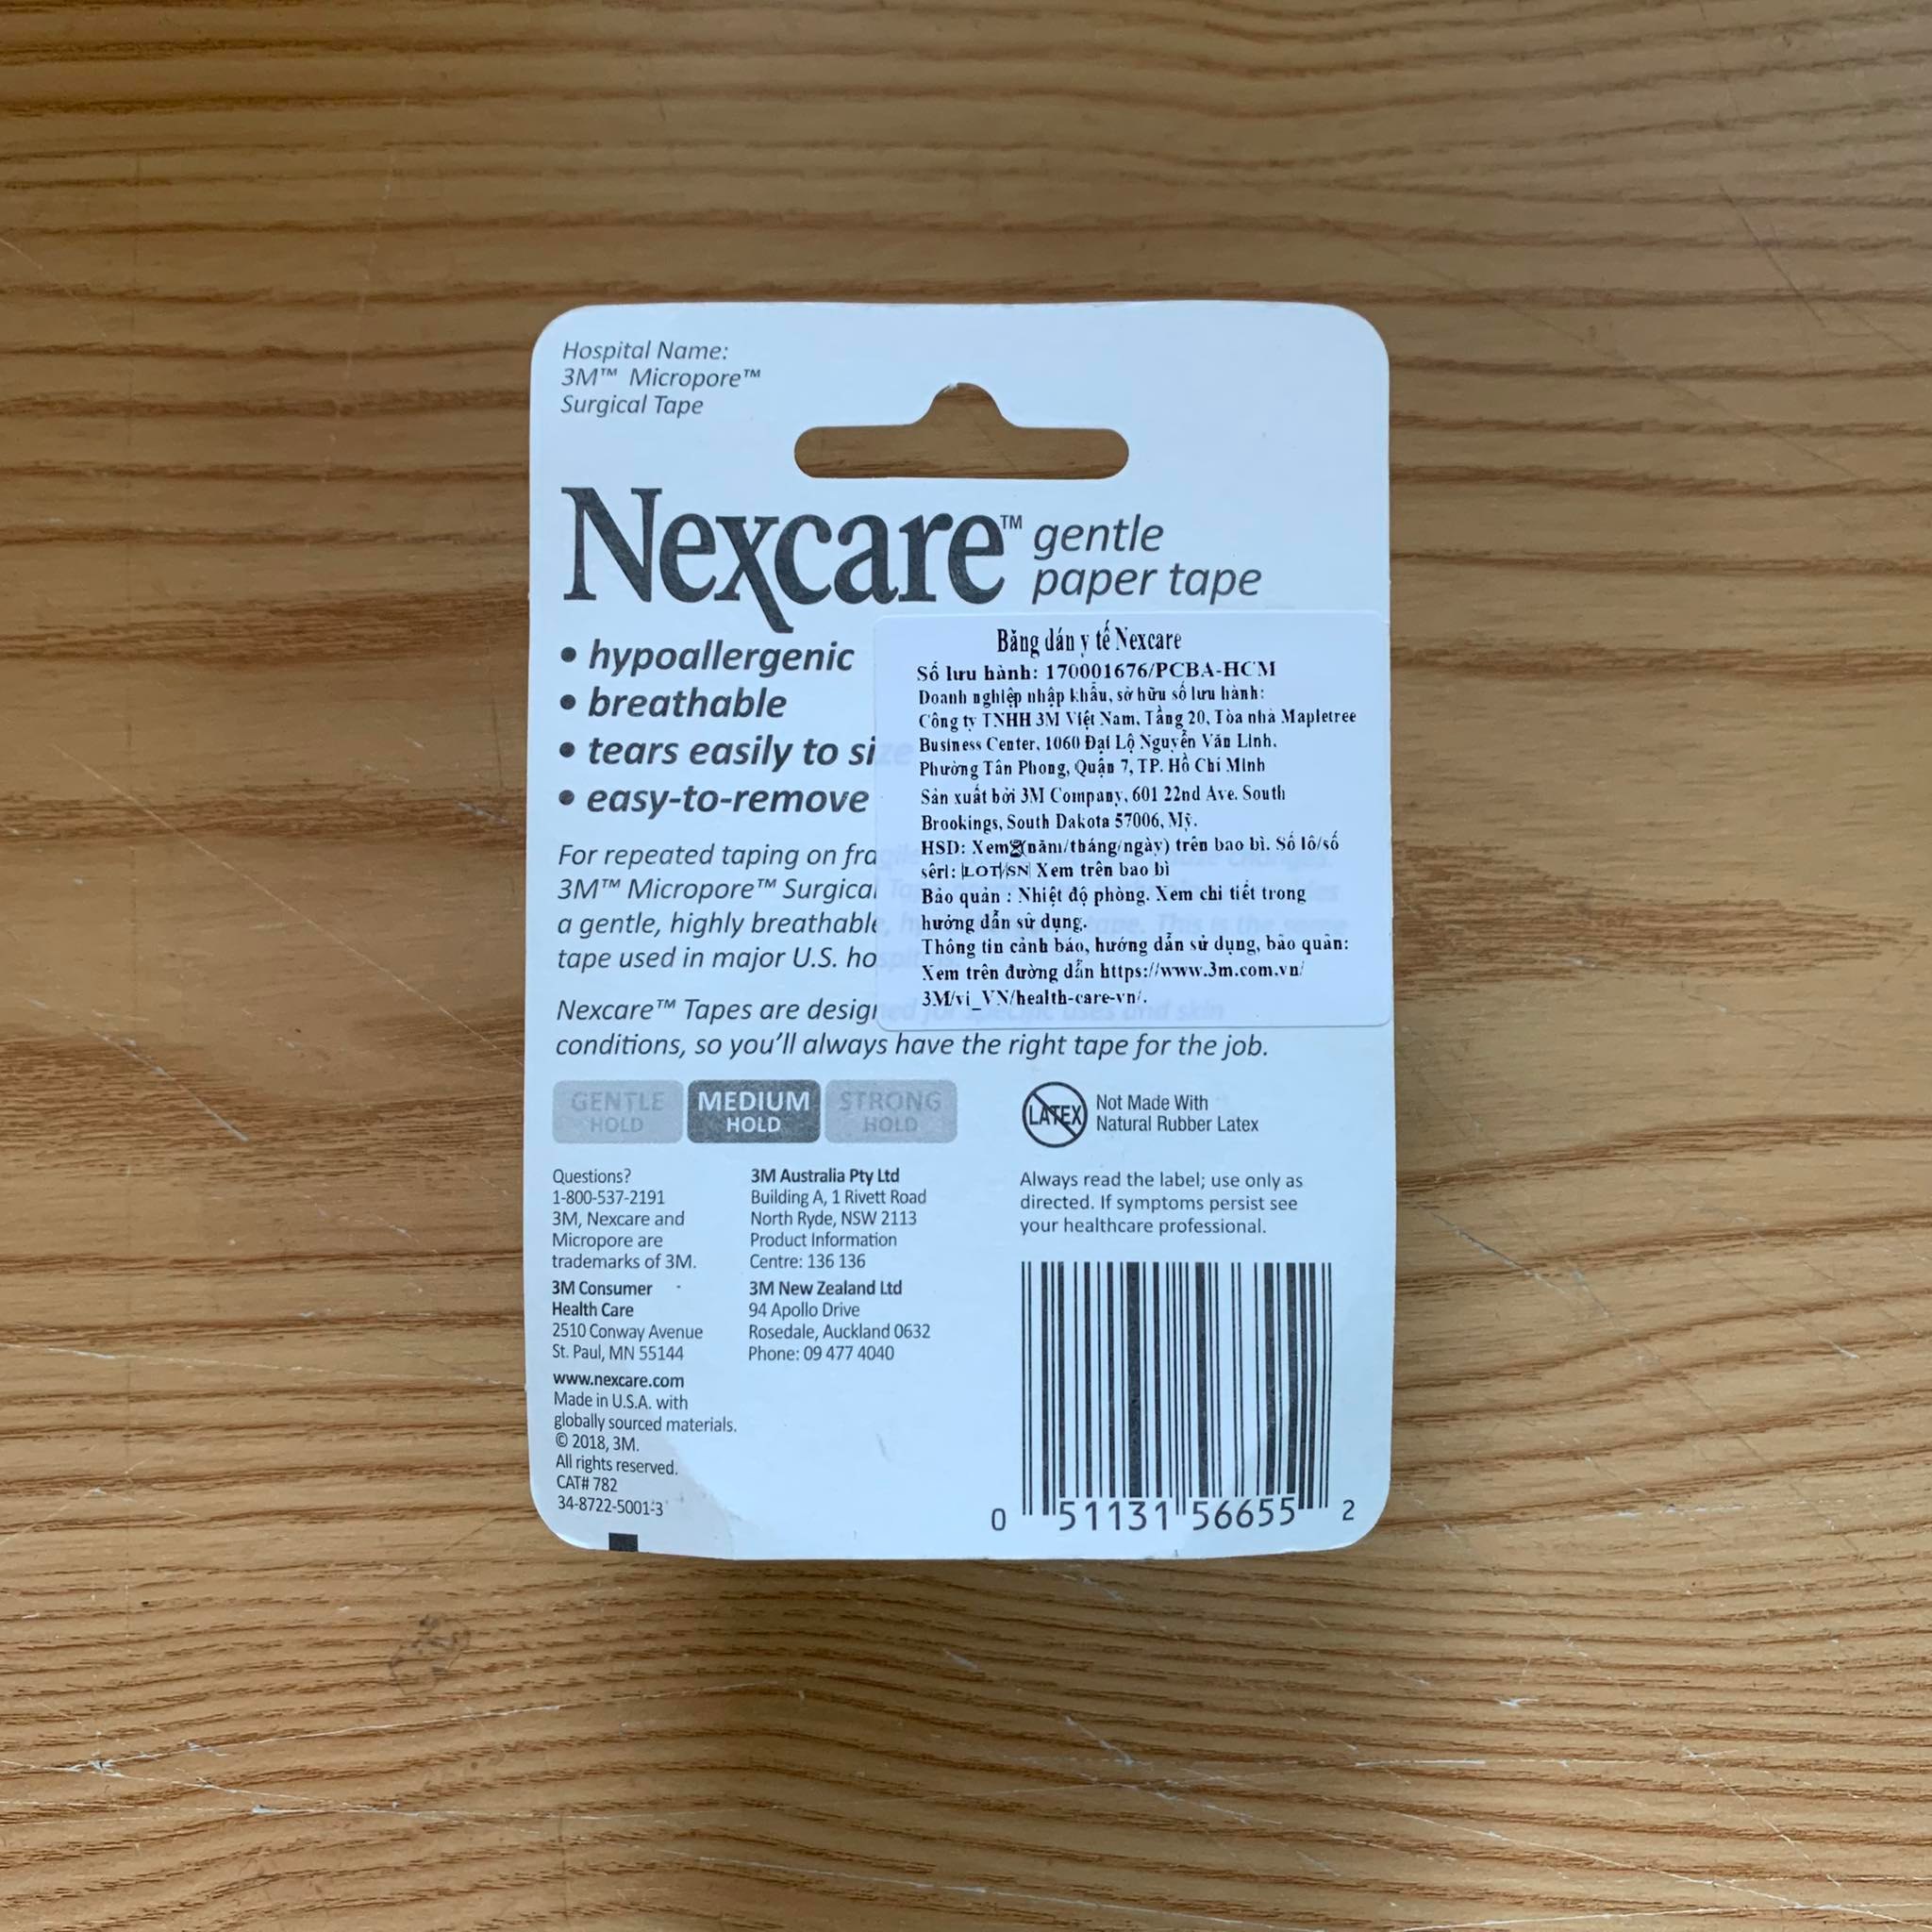 Hospital Name:
3M™ Micropore™
Surgical Tape
Nexcare™ gentle
paper tape
• hypoallergenic
• breathable
• tears easily to size
• easy-to-remove
Băng dán y tế Nexcare
Số lưu hành: 170001676/PCBA-HCM
Doanh nghiệp nhập khẩu, sở hữu số lưu hành:
Công ty TNHH 3M Việt Nam, Tầng 20, Tòa nhà Mapletree
Business Center, 1060 Đại Lộ Nguyễn Văn Linh,
Phường Tân Phong, Quận 7, TP. Hồ Chí Minh
Sản xuất bởi 3M Company, 601 22nd Ave. South
Brookings, South Dakota 57006, Mỹ.
HSD: Xem (năm/tháng/ngày) trên bao bì. Số lô/số
sêri: LOT/SN Xem trên bao bì
Bảo quản : Nhiệt độ phòng. Xem chi tiết trong
hướng dẫn sử dụng.
Thông tin cảnh báo, hướng dẫn sử dụng, bảo quản:
Xem trên đường dẫn https://www.3m.com.vn/
3M/vi_VN/health-care-vn/.
For repeated taping on
3M™ Micropore™ Surgical
a gentle, highly breathable,
tape used in major U.S.
Nexcare™ Tapes are designed for specific uses and skin
conditions, so you'll always have the right tape for the job.
GENTLE HOLD
MEDIUM HOLD
STRONG HOLD
LATEX
Not Made With
Natural Rubber Latex
Questions?
1-800-537-2191
3M, Nexcare and
Micropore are
trademarks of 3M.
3M Consumer
Health Care
2510 Conway Avenue
St. Paul, MN 55144
www.nexcare.com
Made in U.S.A. with
globally sourced materials.
© 2018, 3M.
All rights reserved.
CAT# 782
34-8722-5001-3
3M Australia Pty Ltd
Building A, 1 Rivett Road
North Ryde, NSW 2113
Product Information
Centre: 136 136
3M New Zealand Ltd
94 Apollo Drive
Rosedale, Auckland 0632
Phone: 09 477 4040
Always read the label; use only as
directed. If symptoms persist see
your healthcare professional.
0 51131 56655 2